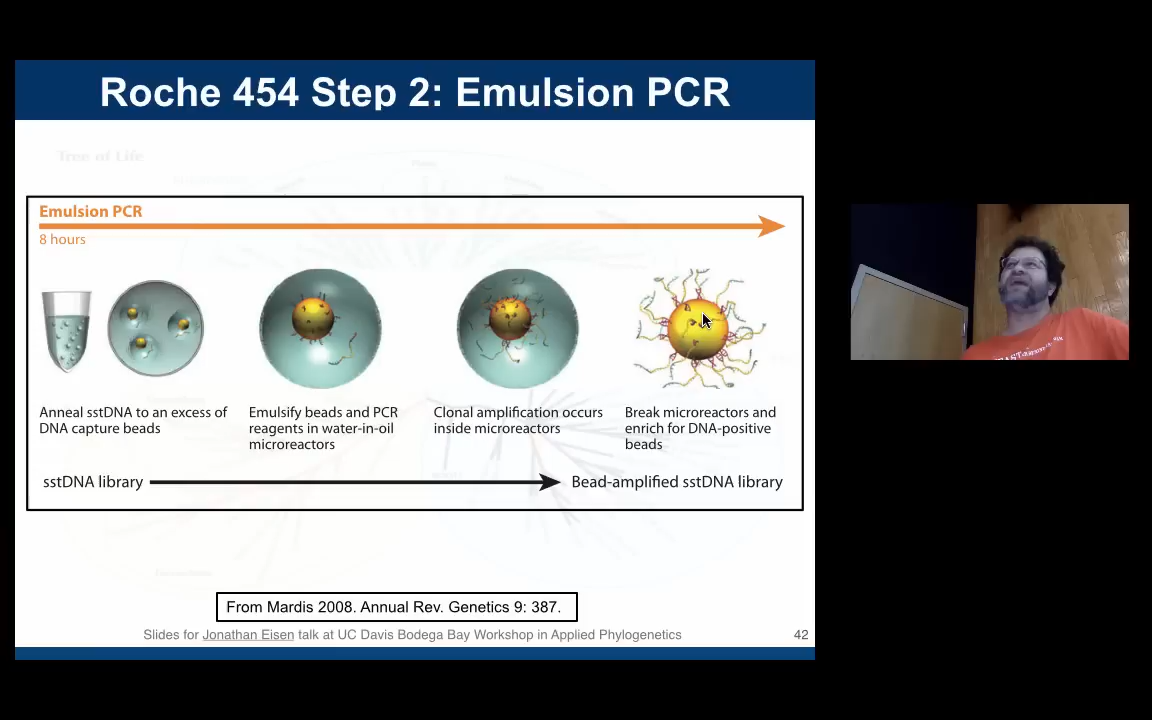 Roche 454 Step 2: Emulsion PCR
Tree of Life
Emulsion PCR
8 hours
Anneal sstDNA to an excess of
DNA capture beads
Emulsify beads and PCR
reagents in water-in-oil
microreactors
Clonal amplification occurs
inside microreactors
Break microreactors and
enrich for DNA-positive
beads
sstDNA library
Bead-amplified sstDNA library
From Mardis 2008. Annual Rev. Genetics 9: 387.
Slides for Jonathan Eisen talk at UC Davis Bodega Bay Workshop in Applied Phylogenetics
42